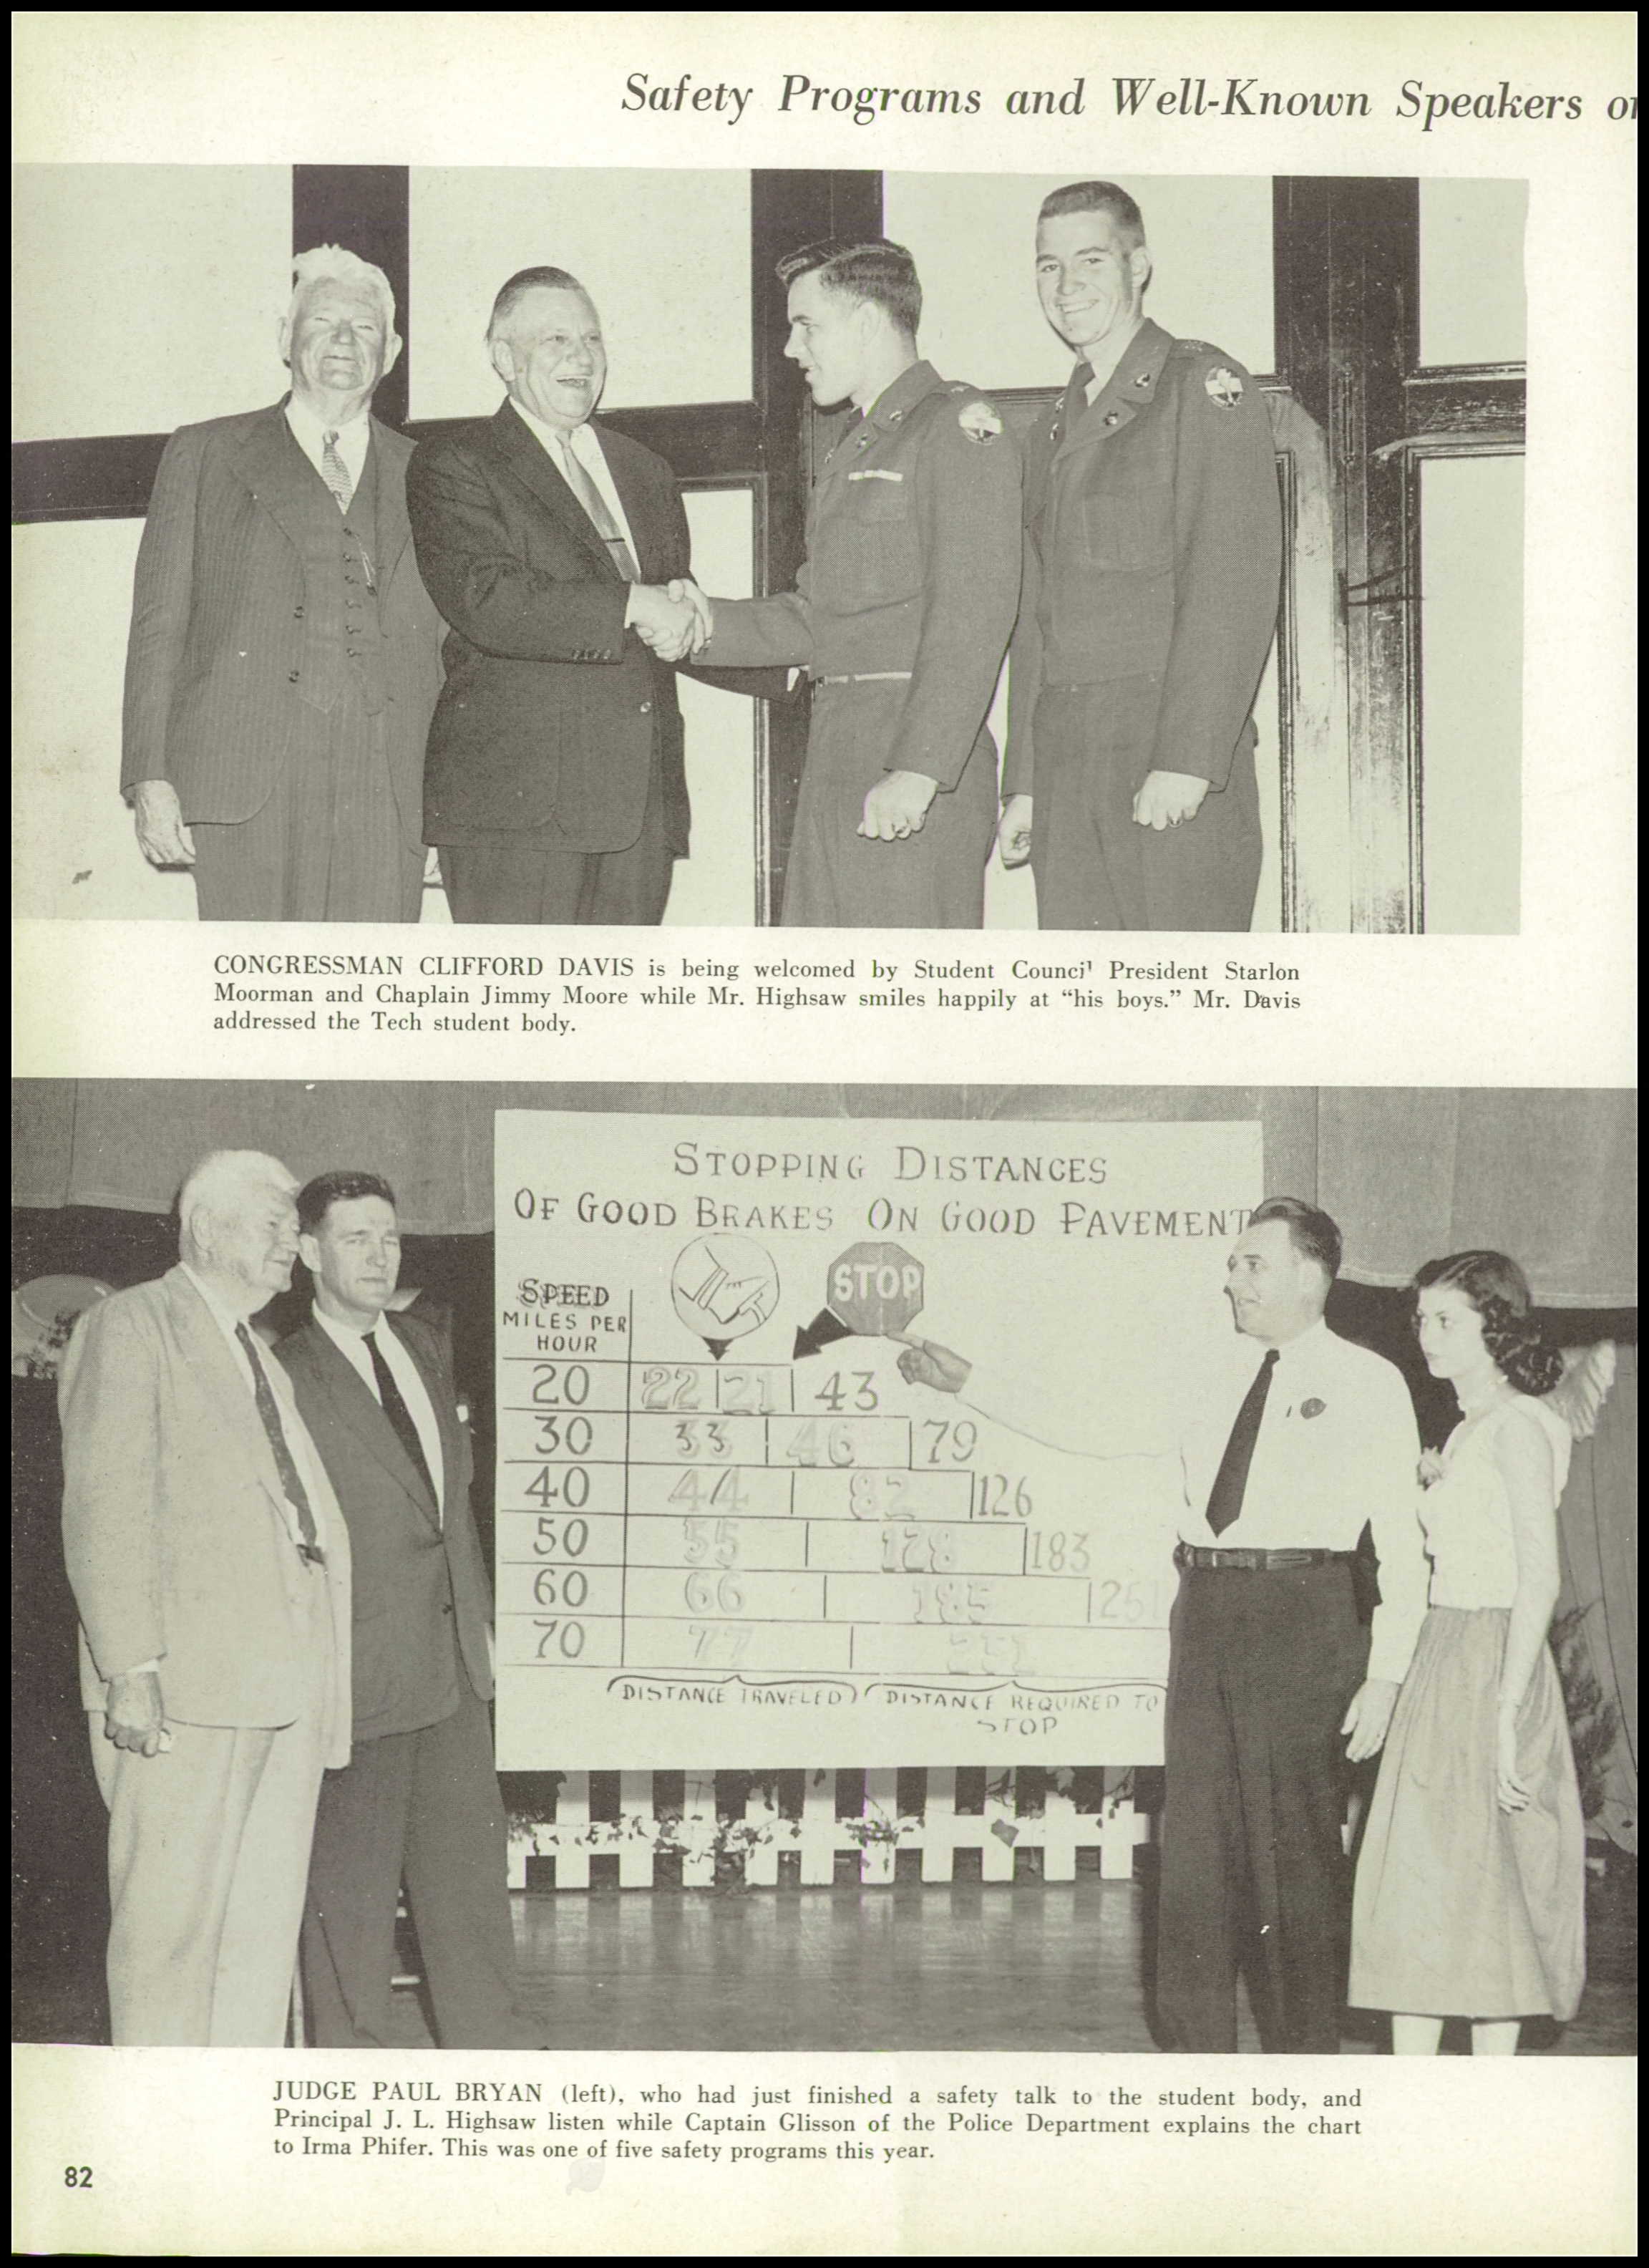 Safety Programs and Well-Known Speakers
CONGRESSMAN CLIFFORD DAVIS is being welcomed by Student Council President Starlon
Moorman and Chaplain Jimmy Moore while Mr. Highsaw smiles happily at “his boys.” Mr. Davis
addressed the Tech student body.
STOPPING DISTANCES
OF GOOD BRAKES ON GOOD PAVEMENT
STOP
SPEED
MILES PER
HOUR
20 22 21 43
30 33 46 79
40 44 82 126
50 55 128 183
60 66 185 251
70 77
DISTANCE TRAVELED DISTANCE REQUIRED TO
STOP
JUDGE PAUL BRYAN (left), who had just finished a safety talk to the student body, and
Principal J. L. Highsaw listen while Captain Glisson of the Police Department explains the chart
to Irma Phifer. This was one of five safety programs this year.
82